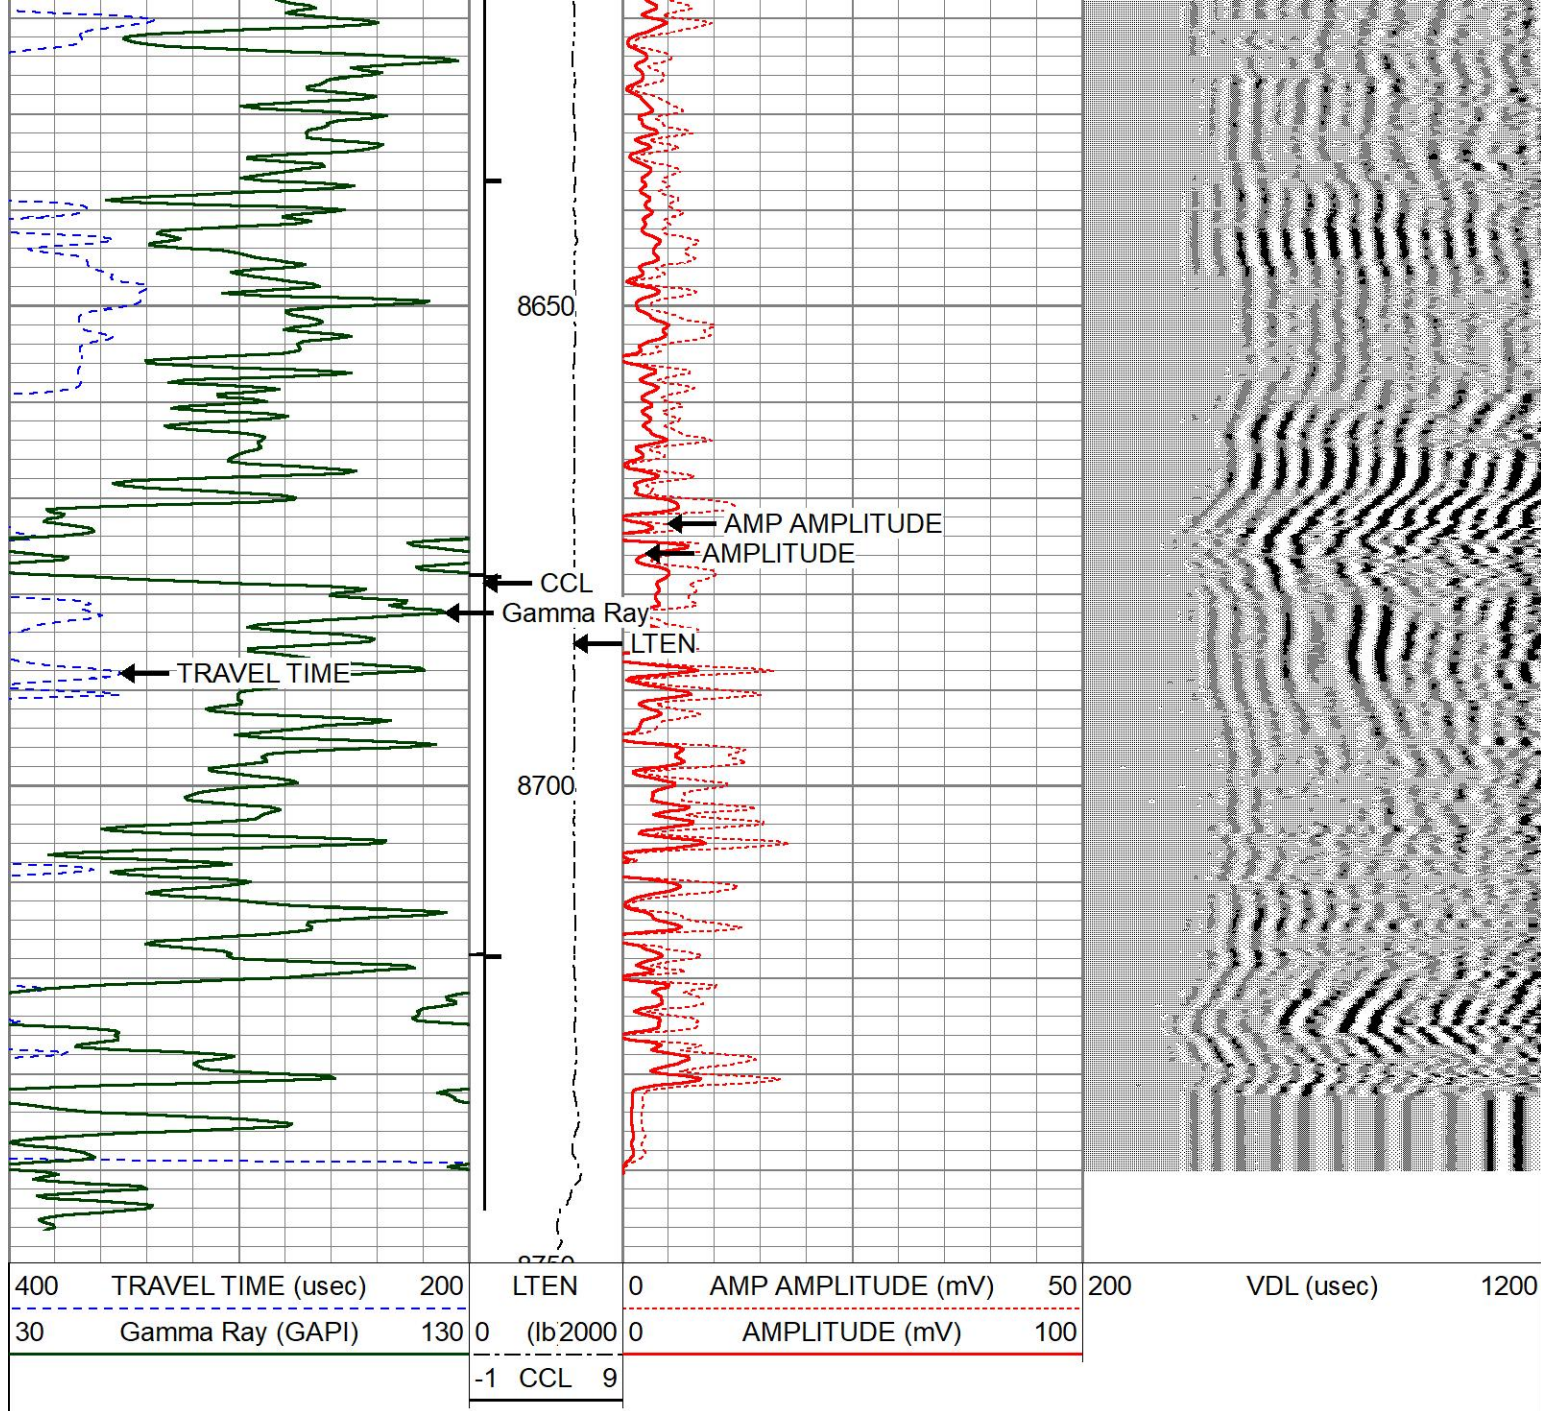 8650
AMP AMPLITUDE
AMPLITUDE
CCL
Gamma Ray
LTEN
TRAVEL TIME
8700
8750
400 TRAVEL TIME (usec) 200 LTEN 0 AMP AMPLITUDE (mV) 50 200 VDL (usec) 1200
30 Gamma Ray (GAPI) 130 0 (lb 2000 0 AMPLITUDE (mV) 100
-1 CCL 9